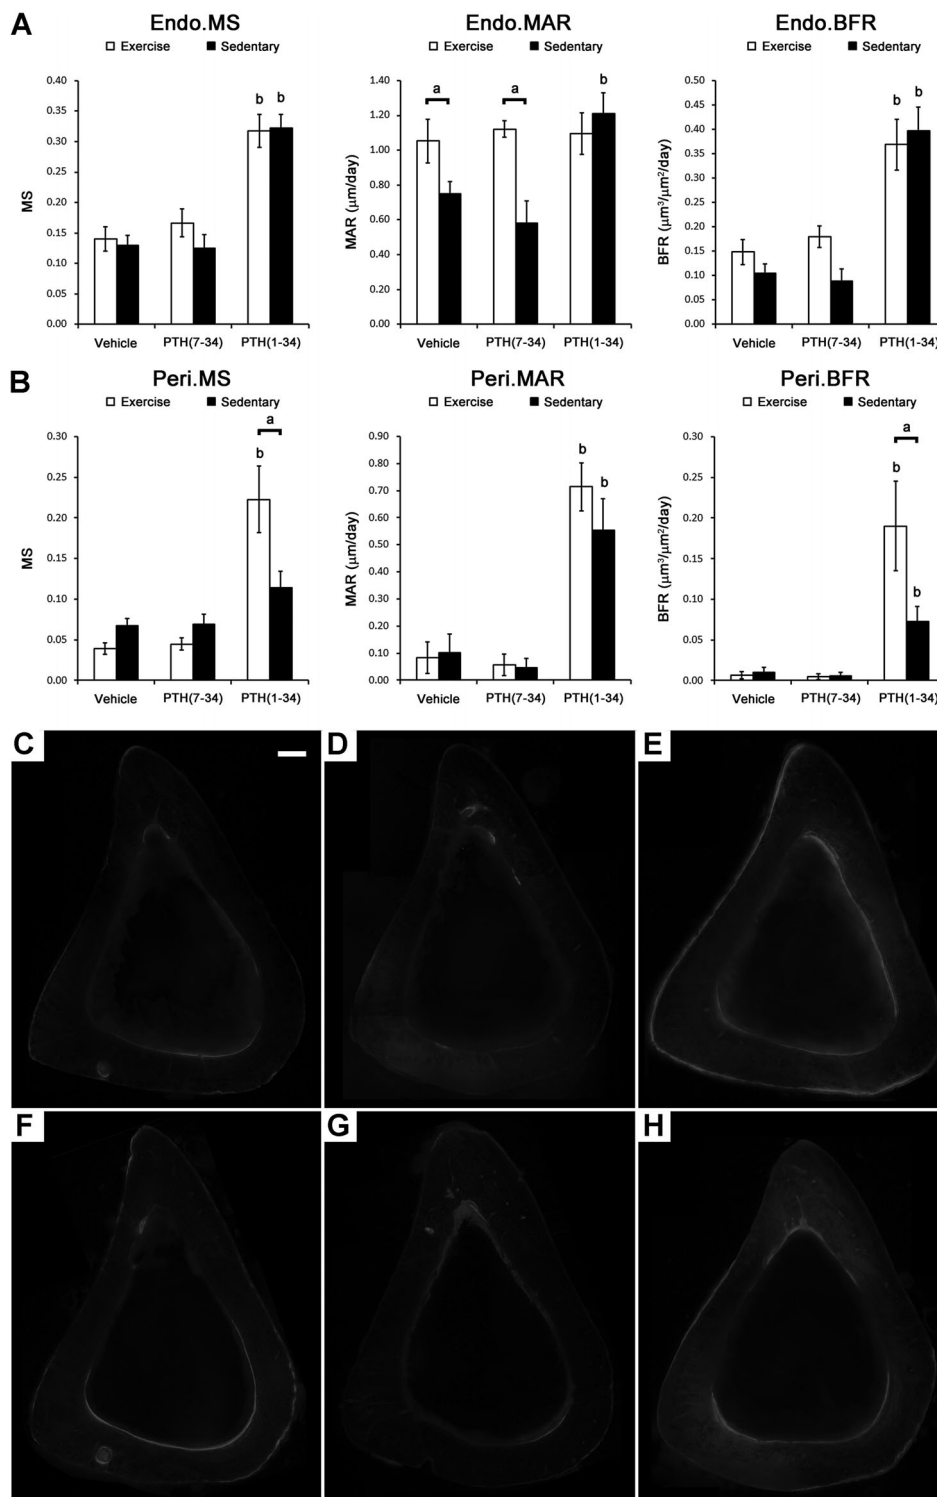 A
Endo.MS
Exercise Sedentary
MS
0.40
0.35
0.30
0.25
0.20
0.15
0.10
0.05
0.00
b b
Vehicle PTH(7-34) PTH(1-34)
Endo.MAR
Exercise Sedentary
MAR (μm/day)
1.40
1.20
1.00
0.80
0.60
0.40
0.20
0.00
a a b
Vehicle PTH(7-34) PTH(1-34)
Endo.BFR
Exercise Sedentary
BFR (μm³/μm²/day)
0.50
0.45
0.40
0.35
0.30
0.25
0.20
0.15
0.10
0.05
0.00
b b
Vehicle PTH(7-34) PTH(1-34)
B
Peri.MS
Exercise Sedentary
MS
0.30
0.25
0.20
0.15
0.10
0.05
0.00
a
b
Vehicle PTH(7-34) PTH(1-34)
Peri.MAR
Exercise Sedentary
MAR (μm/day)
0.90
0.80
0.70
0.60
0.50
0.40
0.30
0.20
0.10
0.00
b b
Vehicle PTH(7-34) PTH(1-34)
Peri.BFR
Exercise Sedentary
BFR (μm³/μm²/day)
0.30
0.25
0.20
0.15
0.10
0.05
0.00
a
b
b
Vehicle PTH(7-34) PTH(1-34)
C D E
F G H